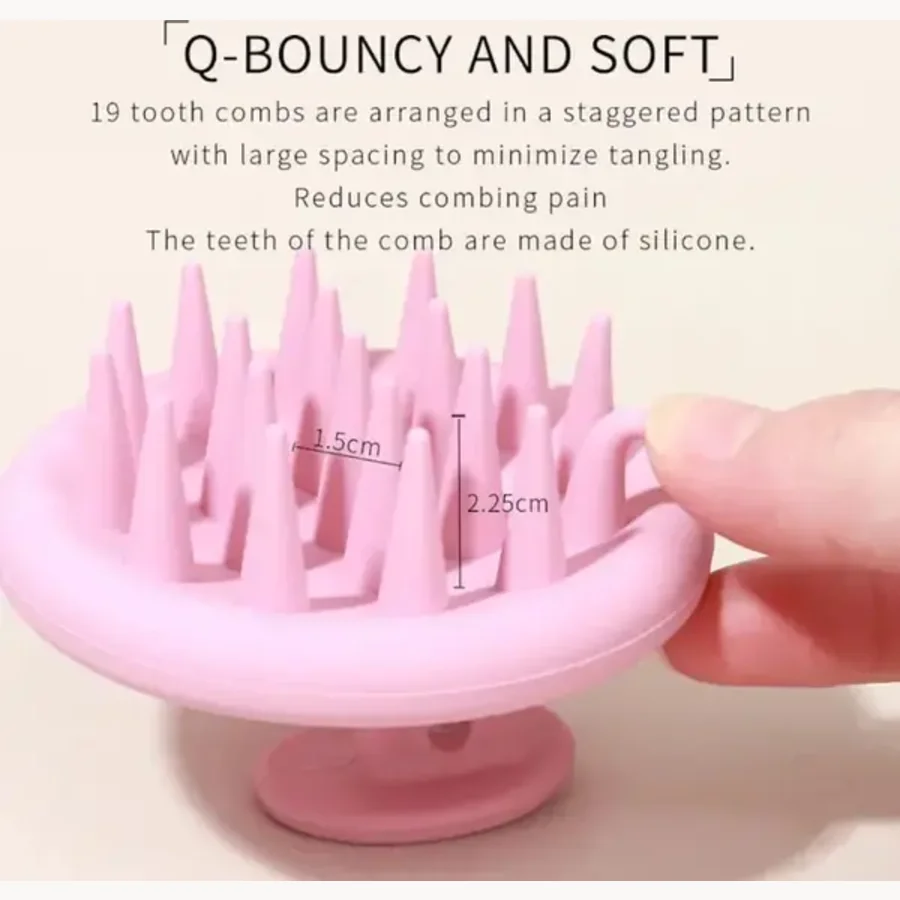 「Q-BOUNCY AND SOFT」
19 tooth combs are arranged in a staggered pattern
with large spacing to minimize tangling.
Reduces combing pain
The teeth of the comb are made of silicone.
1.5cm
2.25cm